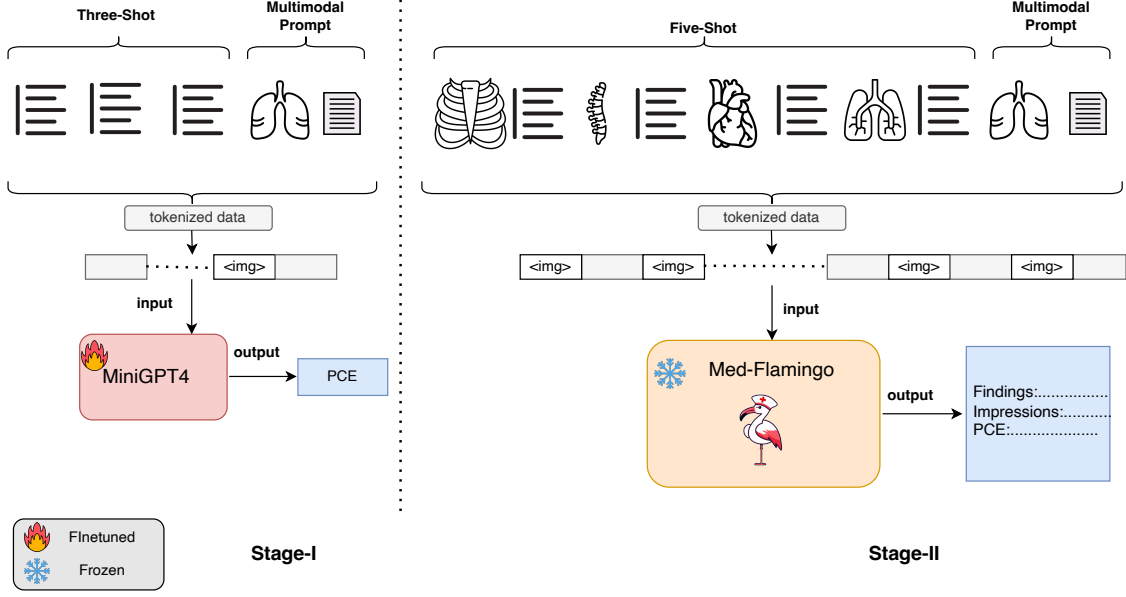 Three-Shot
Multimodal
Prompt
tokenized data
<img>
input
MiniGPT4
output
PCE
FInetuned
Frozen
Stage-I
Five-Shot
Multimodal
Prompt
tokenized data
<img>
<img>
<img>
<img>
input
Med-Flamingo
output
Findings:................
Impressions:...........
PCE:.....................
Stage-II